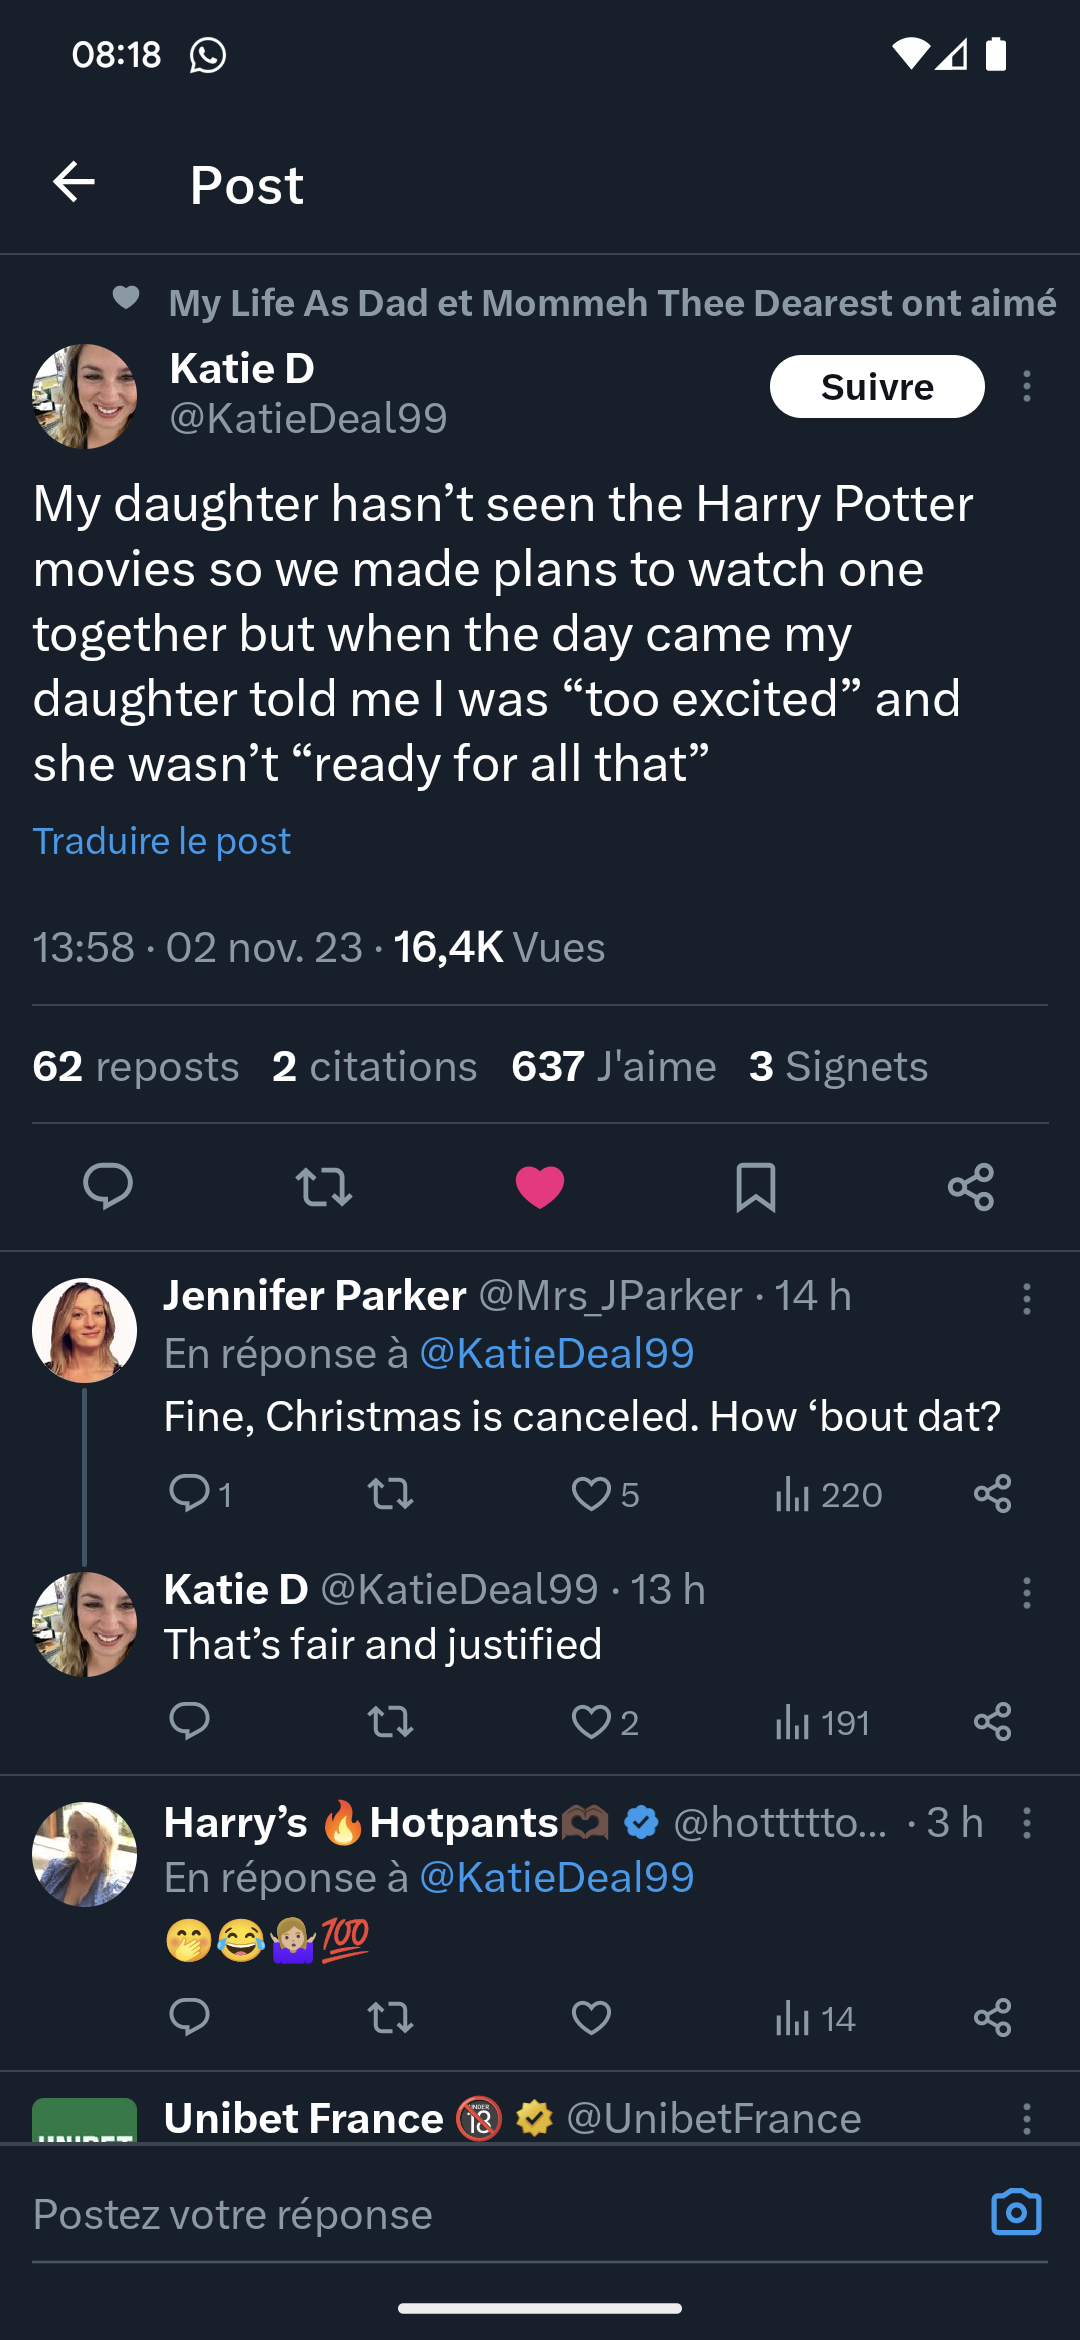 08:18
Post
My Life As Dad et Mommeh Thee Dearest ont aimé
Katie D
@KatieDeal99
Suivre
My daughter hasn’t seen the Harry Potter
movies so we made plans to watch one
together but when the day came my
daughter told me I was “too excited” and
she wasn’t “ready for all that”
Traduire le post
13:58 · 02 nov. 23 · 16,4K Vues
62 reposts 2 citations 637 J'aime 3 Signets
Jennifer Parker @Mrs_JParker · 14 h
En réponse à @KatieDeal99
Fine, Christmas is canceled. How ‘bout dat?
1 5 220
Katie D @KatieDeal99 · 13 h
That’s fair and justified
2 191
Harry’s 🔥Hotpants🫶🏿 @hottttto... · 3 h
En réponse à @KatieDeal99
🤭😂🤷🏼‍♀️💯
14
Unibet France 🔞 @UnibetFrance
UNIBET
Postez votre réponse